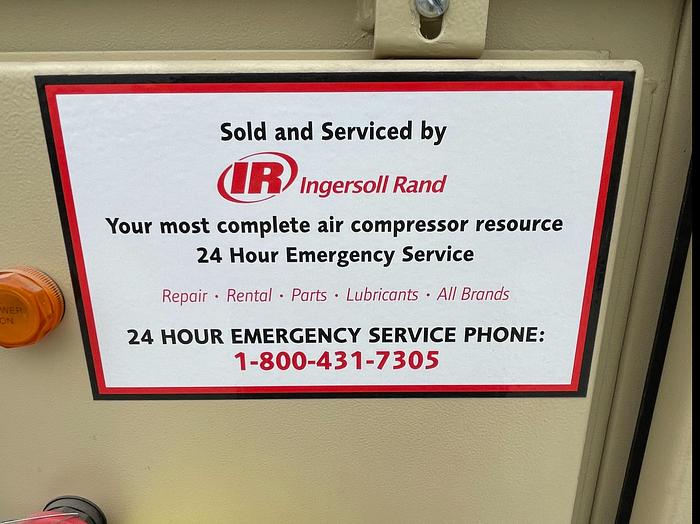 Sold and Serviced by
IR Ingersoll Rand
Your most complete air compressor resource
24 Hour Emergency Service
Repair · Rental · Parts · Lubricants · All Brands
24 HOUR EMERGENCY SERVICE PHONE:
1-800-431-7305
ON